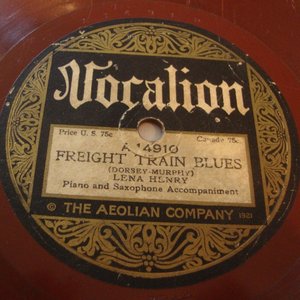 Vocalion
Price U. S. 75c. Canada 75c.
A 14910
FREIGHT TRAIN BLUES
(DORSEY-MURPHY)
LENA HENRY
Piano and Saxophone Accompaniment
© THE AEOLIAN COMPANY 1921